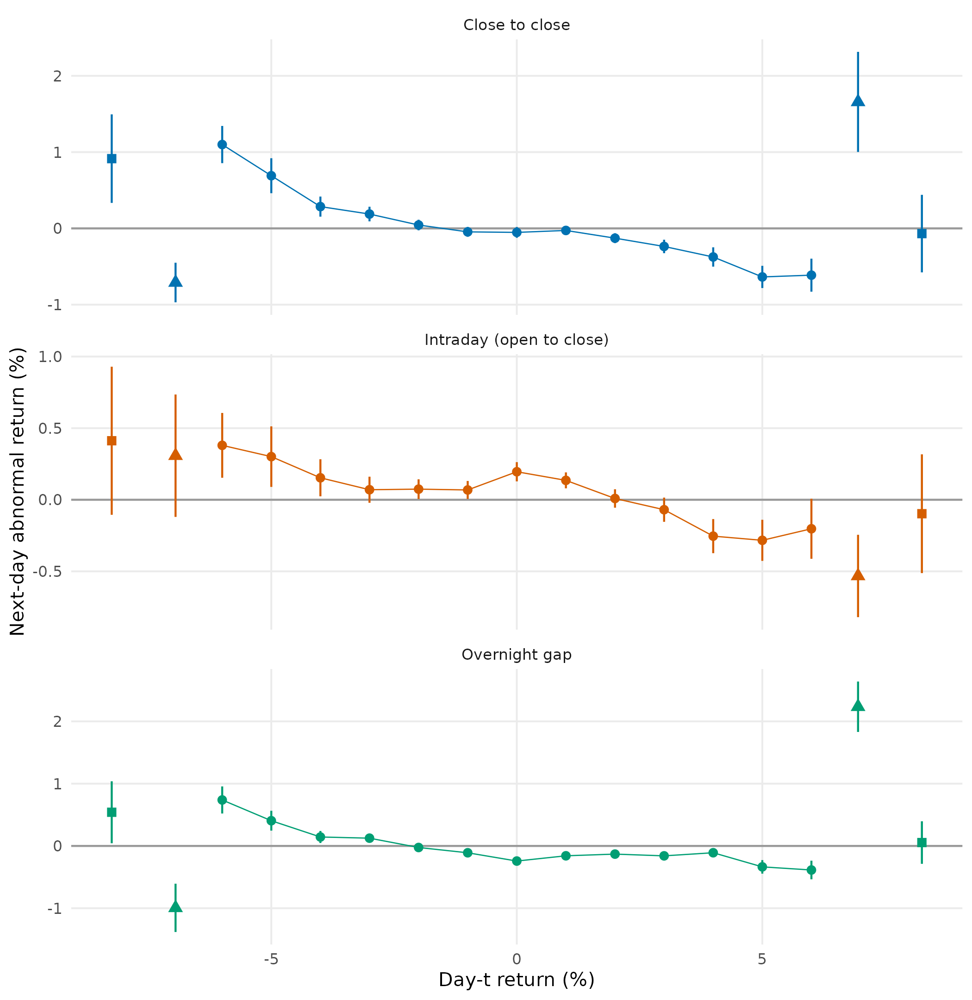 Close to close
2
1
0
-1
Intraday (open to close)
1.0
0.5
0.0
-0.5
Next-day abnormal return (%)
Overnight gap
2
1
0
-1
-5 0 5
Day-t return (%)